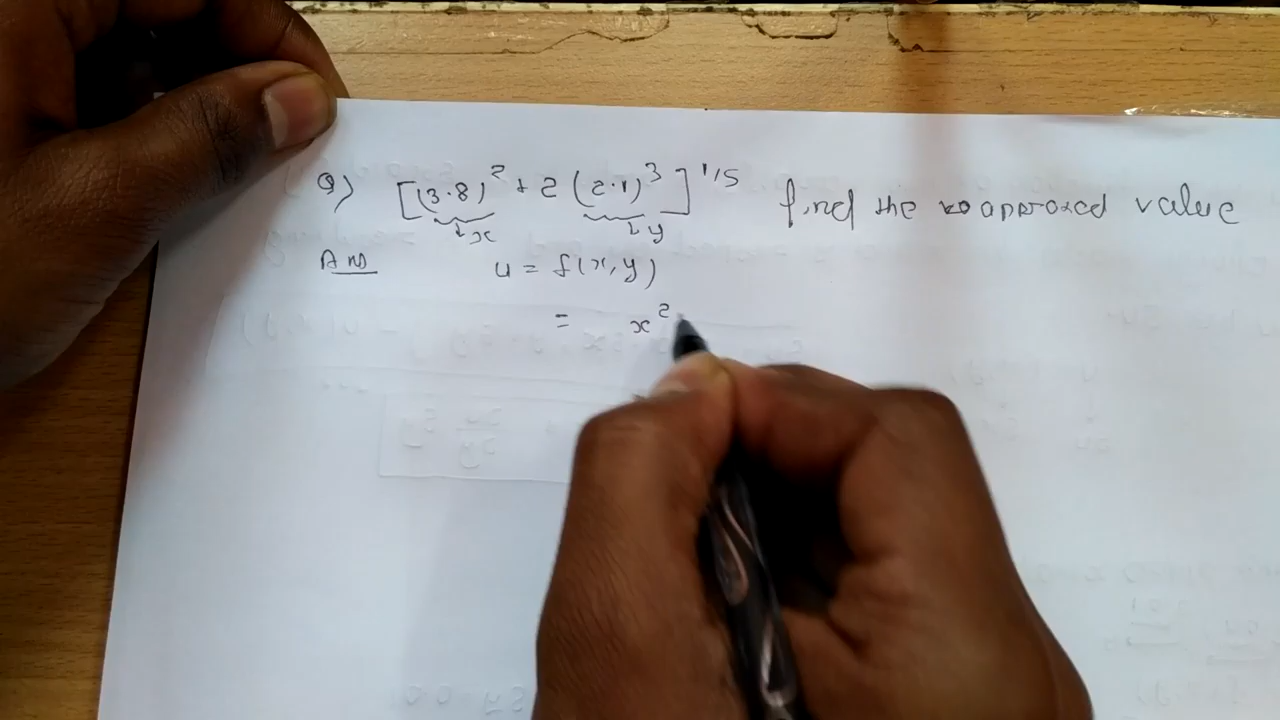 Q) [(3.8)² + 2 (2.1)³]^1/5 find the approxed value
↓x ↓y
Ans u = f(x,y)
= x²